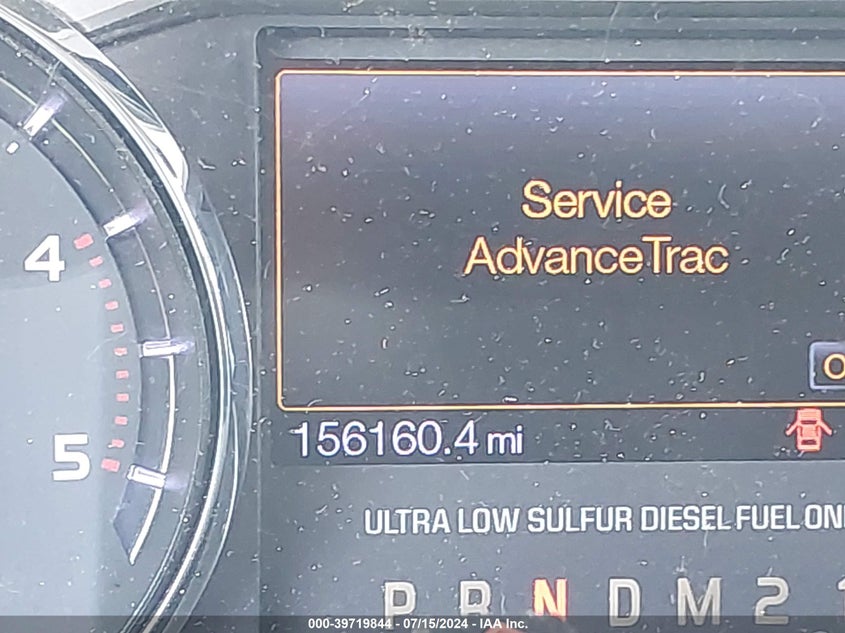 4
5
Service
AdvanceTrac
O
156160.4 mi
ULTRA LOW SULFUR DIESEL FUEL ON
P R N D M 2
000-39719844 - 07/15/2024 - IAA Inc.